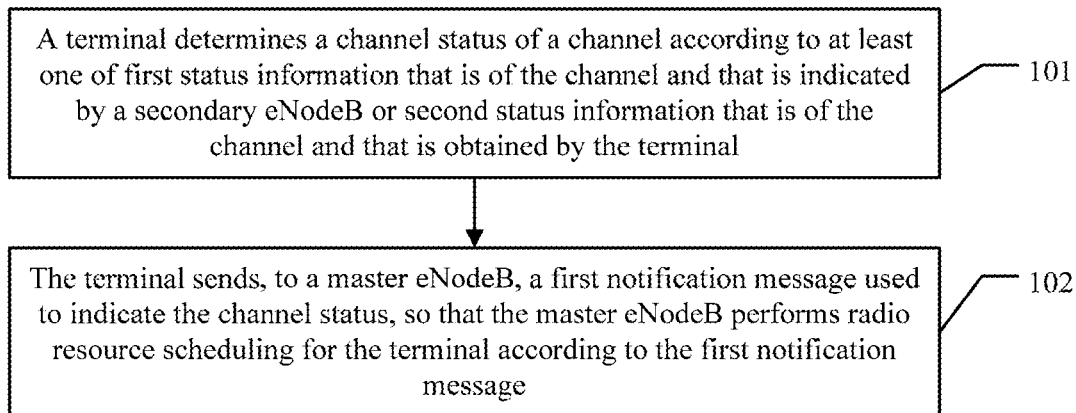 A terminal determines a channel status of a channel according to at least
one of first status information that is of the channel and that is indicated
by a secondary eNodeB or second status information that is of the
channel and that is obtained by the terminal
101
The terminal sends, to a master eNodeB, a first notification message used
to indicate the channel status, so that the master eNodeB performs radio
resource scheduling for the terminal according to the first notification
message
102